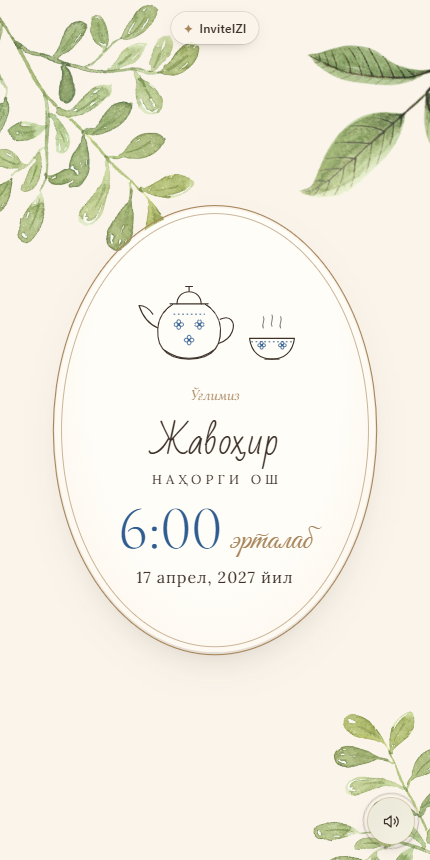 InviteIZI
Ўғлимиз
Жавоҳир
НАҲОРГИ ОШ
6:00 эрталаб
17 апрел, 2027 йил